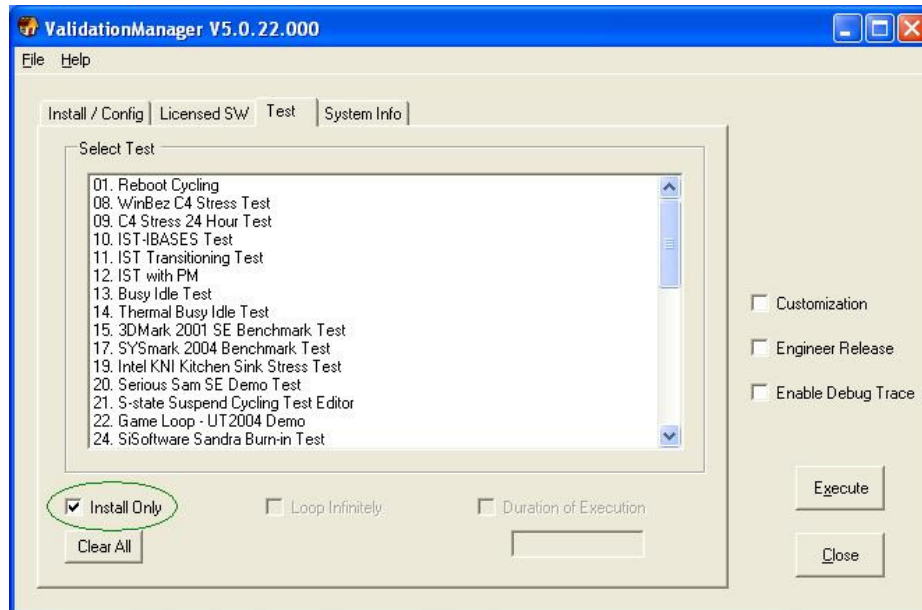 ValidationManager V5.0.22.000
File Help
Install / Config Licensed SW Test System Info
Select Test
01. Reboot Cycling
08. WinBez C4 Stress Test
09. C4 Stress 24 Hour Test
10. IST-IBASES Test
11. IST Transitioning Test
12. IST with PM
13. Busy Idle Test
14. Thermal Busy Idle Test
15. 3DMark 2001 SE Benchmark Test
17. SYSmark 2004 Benchmark Test
19. Intel KNI Kitchen Sink Stress Test
20. Serious Sam SE Demo Test
21. S-state Suspend Cycling Test Editor
22. Game Loop - UT2004 Demo
24. SiSoftware Sandra Burn-in Test
Customization
Engineer Release
Enable Debug Trace
Install Only Loop Infinitely Duration of Execution
Clear All
Execute
Close